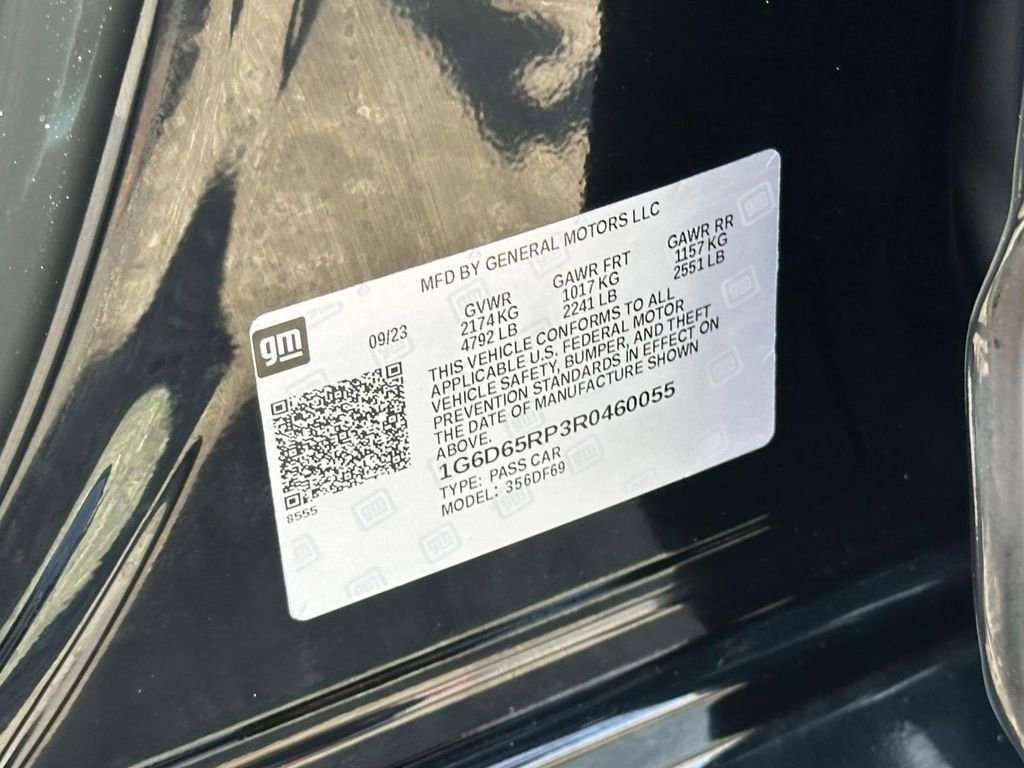 MFD BY GENERAL MOTORS LLC
gm
09/23
GVWR
2174 KG
4792 LB
GAWR FRT
1017 KG
2241 LB
GAWR RR
1157 KG
2551 LB
THIS VEHICLE CONFORMS TO ALL
APPLICABLE U.S. FEDERAL MOTOR
VEHICLE SAFETY, BUMPER, AND THEFT
PREVENTION STANDARDS IN EFFECT ON
THE DATE OF MANUFACTURE SHOWN
ABOVE.
1G6D65RP3R0460055
TYPE: PASS CAR
MODEL: 356DF69
8555